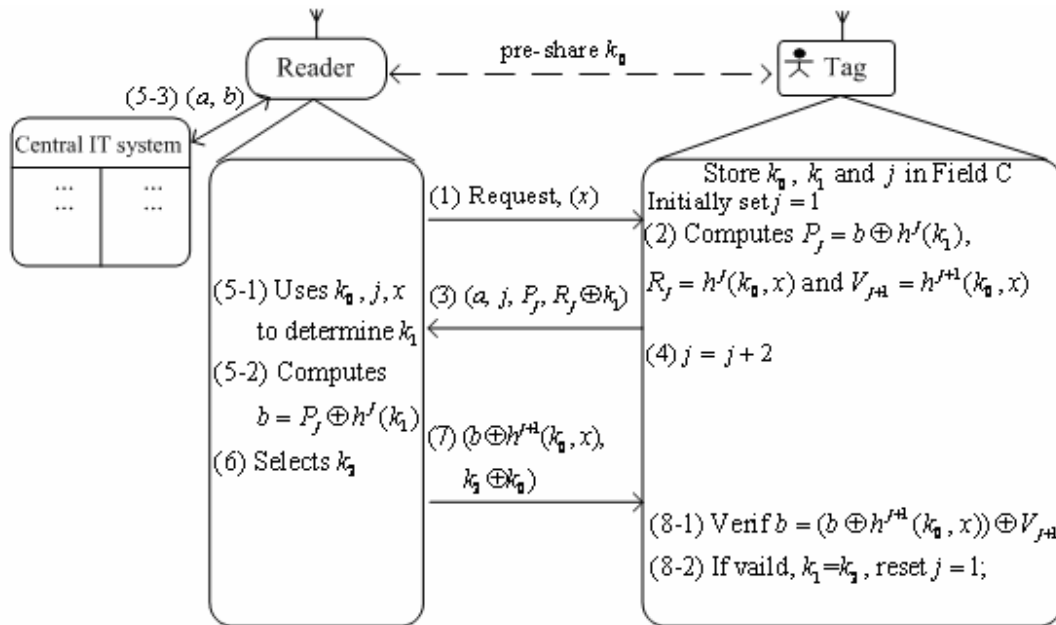 pre-share k₀
Reader
Tag
(5-3) (a, b)
Central IT system
... ...
... ...
Store k₀, k₁ and j in Field C
Initially set j = 1
(1) Request, (x)
(2) Computes Pⱼ = b ⊕ hʲ(k₁),
Rⱼ = hʲ(k₀, x) and Vⱼ₊₁ = hʲ⁺¹(k₀, x)
(3) (a, j, Pⱼ, Rⱼ ⊕ k₁)
(4) j = j + 2
(5-1) Uses k₀, j, x
to determine k₁
(5-2) Computes
b = Pⱼ ⊕ hʲ(k₁)
(6) Selects k₂
(7) (b ⊕ hʲ⁺¹(k₀, x),
k₂ ⊕ k₀)
(8-1) Verif b = (b ⊕ hʲ⁺¹(k₀, x)) ⊕ Vⱼ₊₁
(8-2) If vaild, k₁=k₂, reset j = 1;